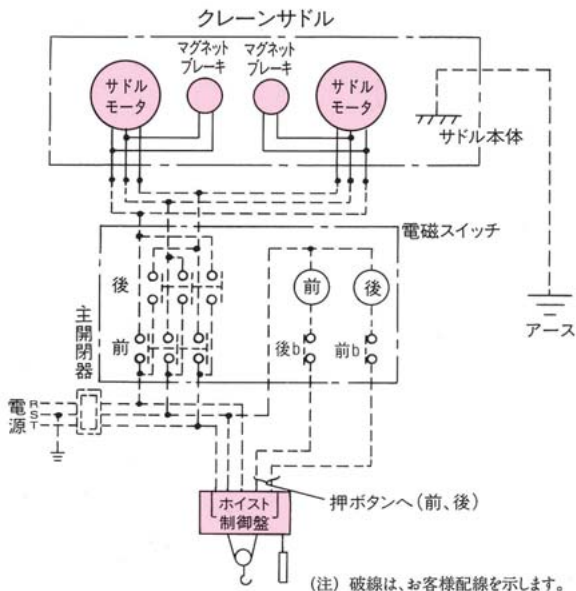 クレーンサドル
マグネット
ブレーキ
マグネット
ブレーキ
サドル
モータ
サドル
モータ
サドル本体
電磁スイッチ
後
前
前
後
後b
前b
主開閉器
電源
R
S
T
アース
押ボタンへ(前、後)
ホイスト
制御盤
(注) 破線は、お客様配線を示します。